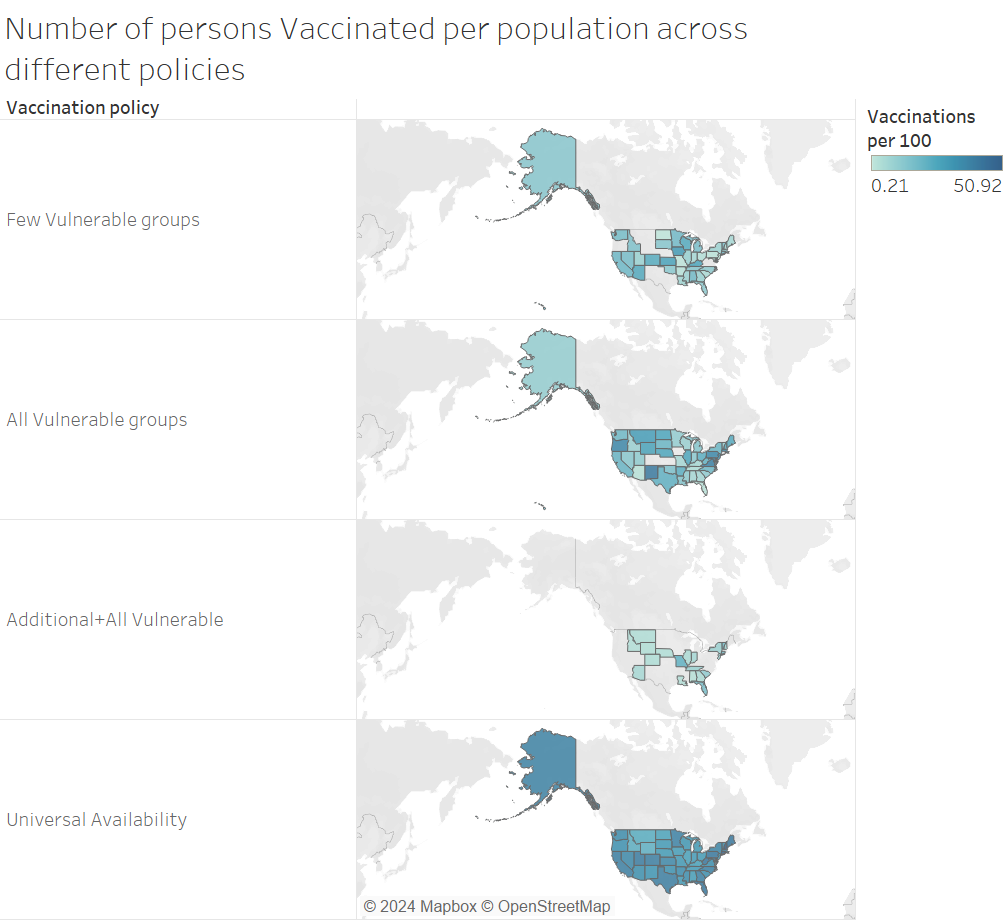 Number of persons Vaccinated per population across
different policies
Vaccination policy
Vaccinations
per 100
0.21 50.92
Few Vulnerable groups
All Vulnerable groups
Additional+All Vulnerable
Universal Availability
© 2024 Mapbox © OpenStreetMap